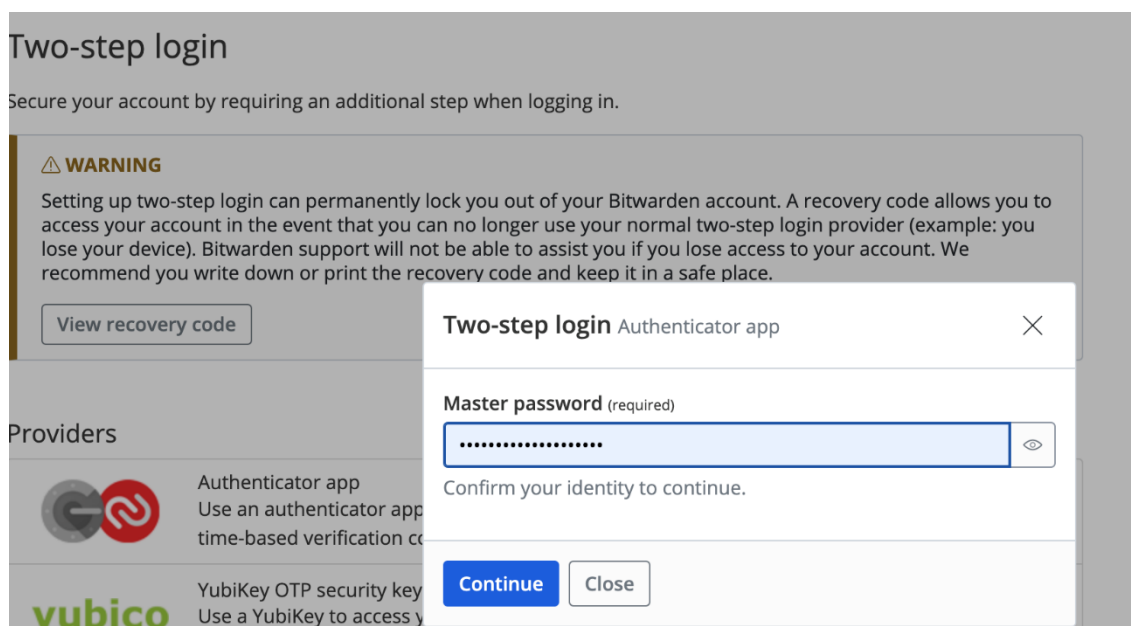 Two-step login
Secure your account by requiring an additional step when logging in.
WARNING
Setting up two-step login can permanently lock you out of your Bitwarden account. A recovery code allows you to
access your account in the event that you can no longer use your normal two-step login provider (example: you
lose your device). Bitwarden support will not be able to assist you if you lose access to your account. We
recommend you write down or print the recovery code and keep it in a safe place.
View recovery code
Two-step login Authenticator app
Master password (required)
Confirm your identity to continue.
Continue
Close
Providers
Authenticator app
Use an authenticator app
time-based verification
yubico
YubiKey OTP security key
Use a YubiKey to access